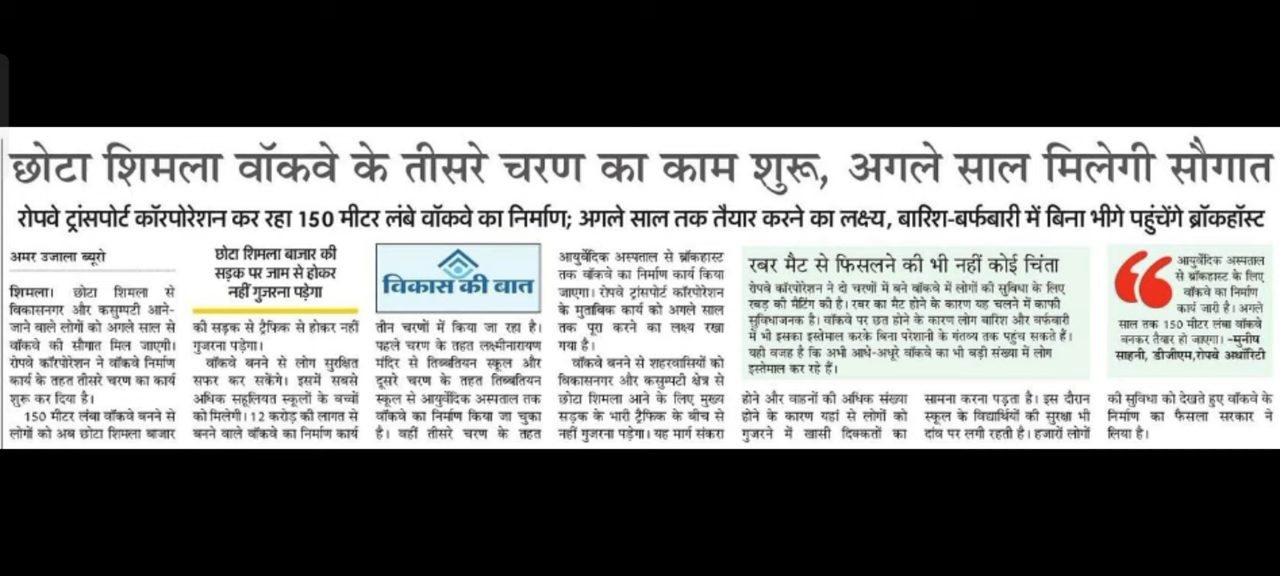 छोटा शिमला वॉकवे के तीसरे चरण का काम शुरू, अगले साल मिलेगी सौगात
रोपवे ट्रांसपोर्ट कॉरपोरेशन कर रहा 150 मीटर लंबे वॉकवे का निर्माण; अगले साल तक तैयार करने का लक्ष्य, बारिश-बर्फबारी में बिना भीगे पहुंचेंगे ब्रॉकहॉस्ट
अमर उजाला ब्यूरो
शिमला। छोटा शिमला से
विकासनगर और कसुम्पटी आने-
जाने वाले लोगों को अगले साल से
वॉकवे की सौगात मिल जाएगी।
रोपवे कॉरपोरेशन ने वॉकवे निर्माण
कार्य के तहत तीसरे चरण का कार्य
शुरू कर दिया है।
150 मीटर लंबा वॉकवे बनने से
लोगों को अब छोटा शिमला बाजार
छोटा शिमला बाजार की
सड़क पर जाम से होकर
नहीं गुजरना पड़ेगा
की सड़क से ट्रैफिक से होकर नहीं
गुजरना पड़ेगा।
वॉकवे बनने से लोग सुरक्षित
सफर कर सकेंगे। इसमें सबसे
अधिक सहूलियत स्कूलों के बच्चों
को मिलेगी। 12 करोड़ की लागत से
बनने वाले वॉकवे का निर्माण कार्य
विकास की बात
तीन चरणों में किया जा रहा है।
पहले चरण के तहत लक्ष्मीनारायण
मंदिर से तिब्बतियन स्कूल और
दूसरे चरण के तहत तिब्बतियन
स्कूल से आयुर्वेदिक अस्पताल तक
वॉकवे का निर्माण किया जा चुका
है। वहीं तीसरे चरण के तहत
आयुर्वेदिक अस्पताल से ब्रॉकहास्ट
तक वॉकवे का निर्माण कार्य किया
जाएगा। रोपवे ट्रांसपोर्ट कॉरपोरेशन
के मुताबिक कार्य को अगले साल
तक पूरा करने का लक्ष्य रखा
गया है।
वॉकवे बनने से शहरवासियों को
विकासनगर और कसुम्पटी क्षेत्र से
छोटा शिमला आने के लिए मुख्य
सड़क के भारी ट्रैफिक के बीच से
नहीं गुजरना पड़ेगा। यह मार्ग संकरा
रबर मैट से फिसलने की भी नहीं कोई चिंता
रोपवे कॉरपोरेशन ने दो चरणों में बने वॉकवे में लोगों की सुविधा के लिए
रबड़ की मैटिंग की है। रबर का मैट होने के कारण यह चलने में काफी
सुविधाजनक है। वॉकवे पर छत होने के कारण लोग बारिश और बर्फबारी
में भी इसका इस्तेमाल करके बिना परेशानी के गंतव्य तक पहुंच सकते हैं।
यही वजह है कि अभी आधे-अधूरे वॉकवे का भी बड़ी संख्या में लोग
इस्तेमाल कर रहे हैं।
होने और वाहनों की अधिक संख्या
होने के कारण यहां से लोगों को
गुजरने में खासी दिक्कतों का
सामना करना पड़ता है। इस दौरान
स्कूल के विद्यार्थियों की सुरक्षा भी
दांव पर लगी रहती है। हजारों लोगों
आयुर्वेदिक अस्पताल
से ब्रॉकहास्ट के लिए
वॉकवे का निर्माण
कार्य जारी है। अगले
साल तक 150 मीटर लंबा वॉकवे
बनकर तैयार हो जाएगा। -मुनीष
साहनी, डीजीएम,रोपवे अथॉरिटी
की सुविधा को देखते हुए वॉकवे के
निर्माण का फैसला सरकार ने
लिया है।